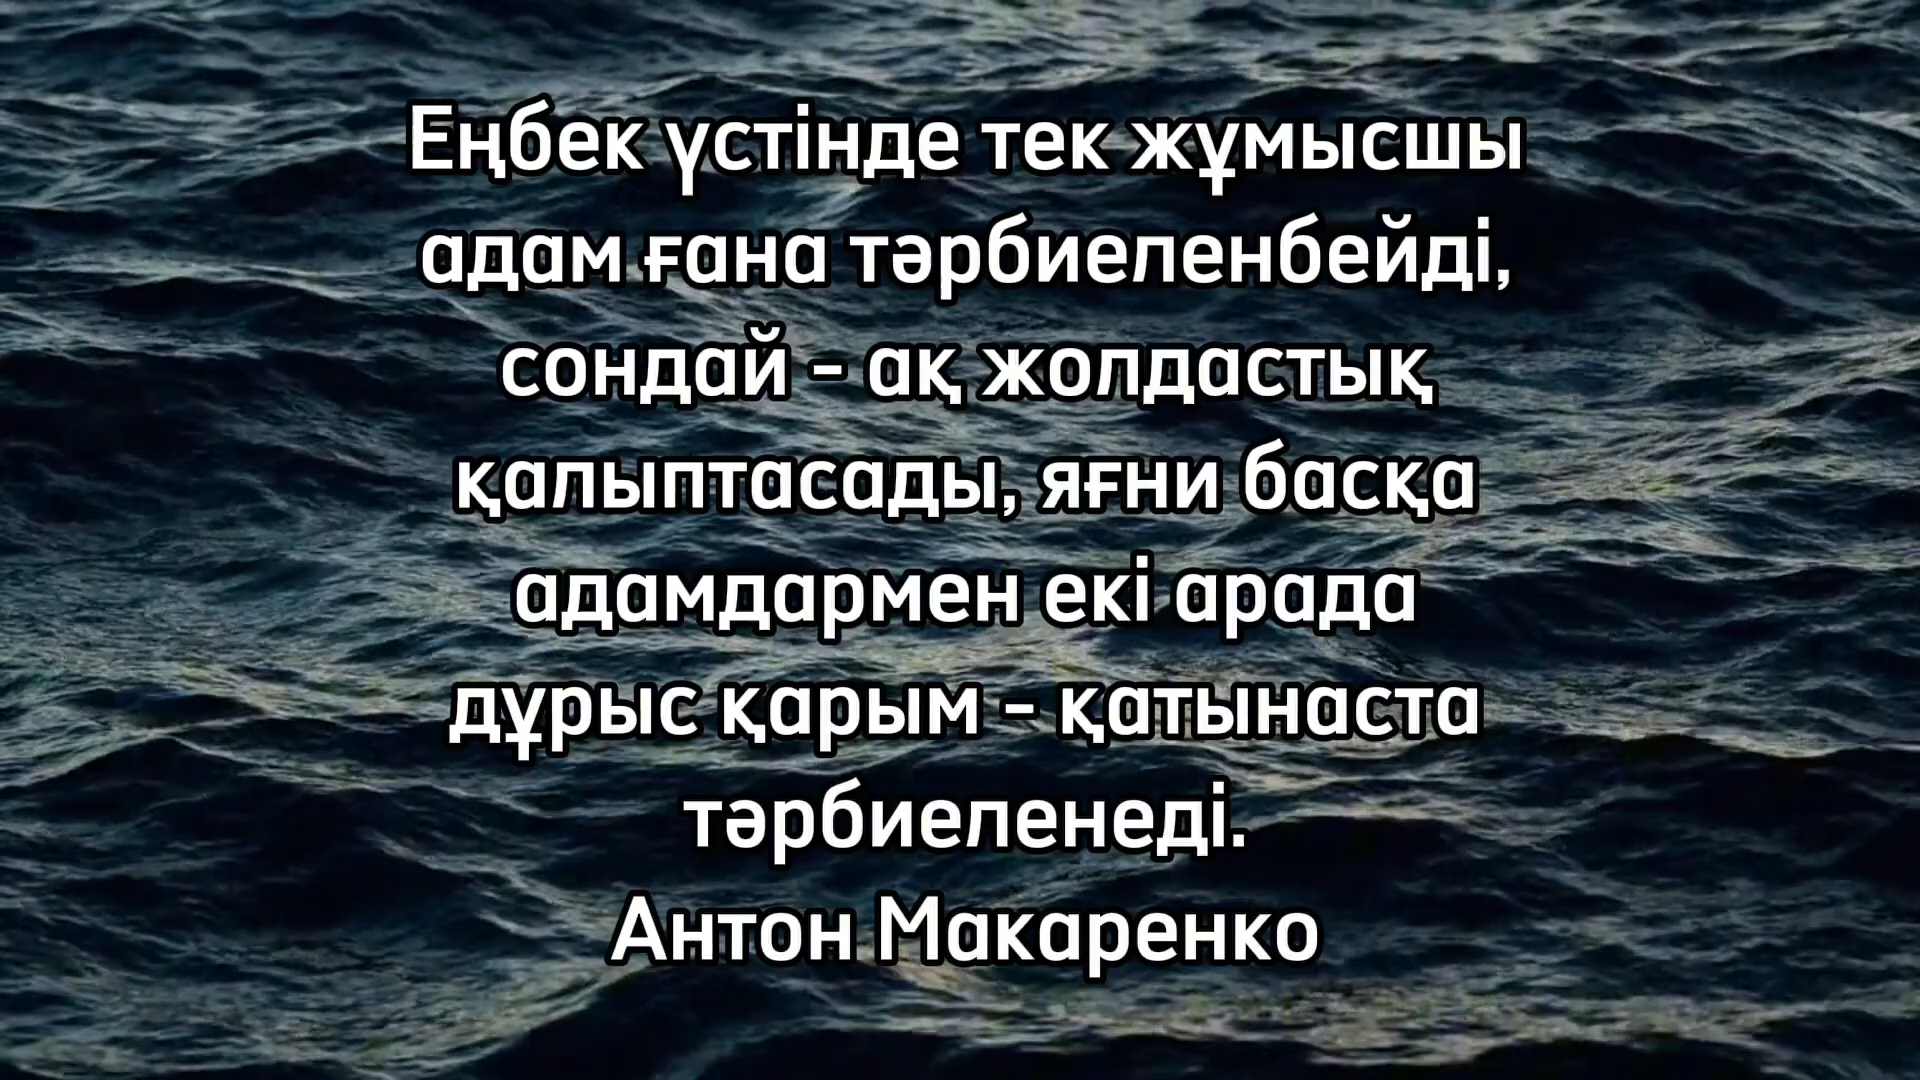 Еңбек үстінде тек жұмысшы
адам ғана тәрбиеленбейді,
сондай - ақ жолдастық
қалыптасады, яғни басқа
адамдармен екі арада
дұрыс қарым - қатынаста
тәрбиеленеді.
Антон Макаренко